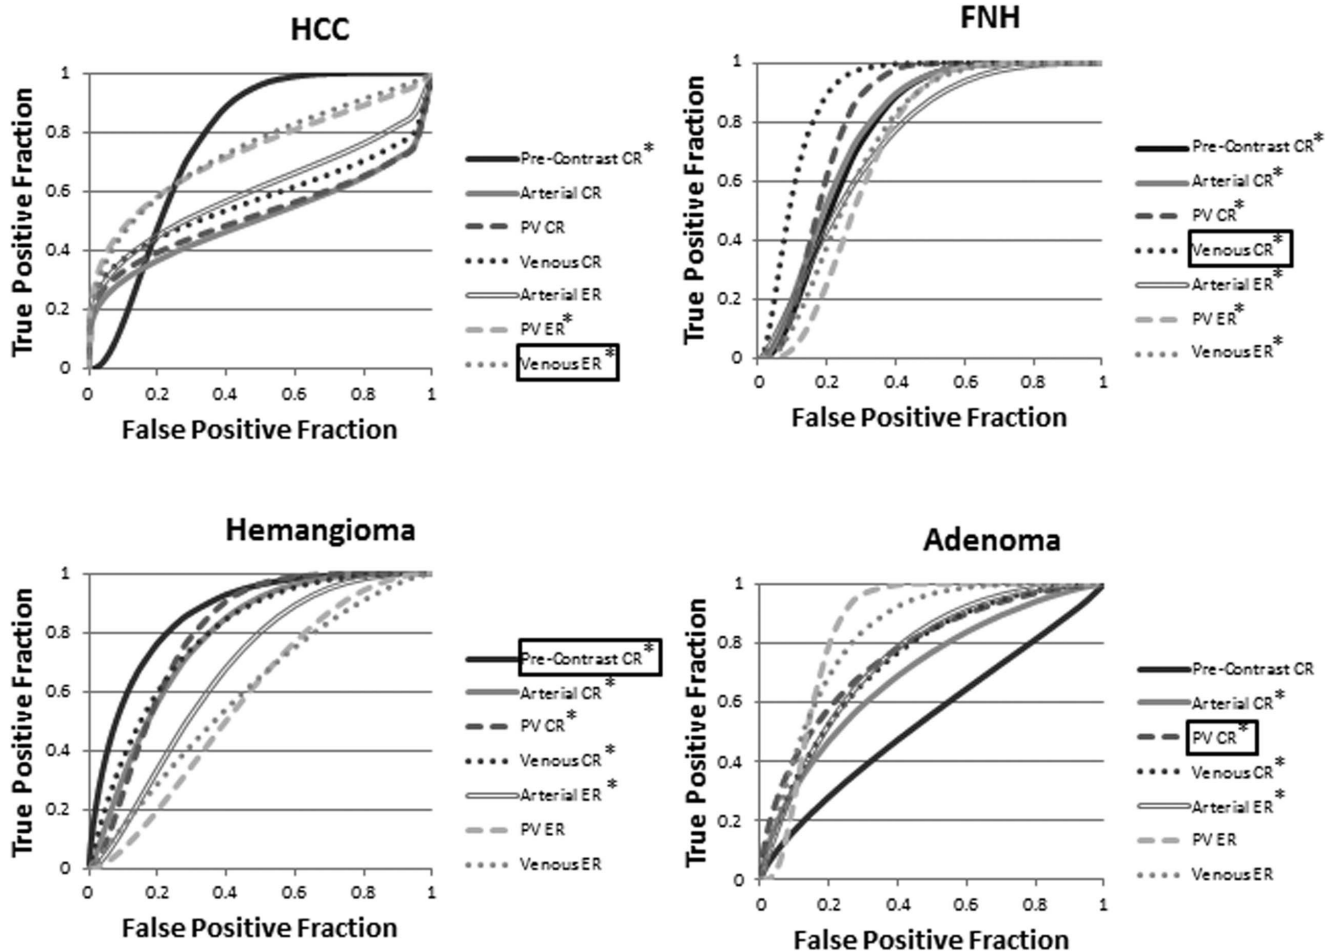 HCC
True Positive Fraction
1
0.8
0.6
0.4
0.2
0
0 0.2 0.4 0.6 0.8 1
False Positive Fraction
Pre-Contrast CR*
Arterial CR
PV CR
Venous CR
Arterial ER
PV ER*
Venous ER*
FNH
True Positive Fraction
1
0.8
0.6
0.4
0.2
0
0 0.2 0.4 0.6 0.8 1
False Positive Fraction
Pre-Contrast CR*
Arterial CR*
PV CR*
Venous CR*
Arterial ER*
PV ER*
Venous ER*
Hemangioma
True Positive Fraction
1
0.8
0.6
0.4
0.2
0
0 0.2 0.4 0.6 0.8 1
False Positive Fraction
Pre-Contrast CR*
Arterial CR*
PV CR*
Venous CR*
Arterial ER*
PV ER
Venous ER
Adenoma
True Positive Fraction
1
0.8
0.6
0.4
0.2
0
0 0.2 0.4 0.6 0.8 1
False Positive Fraction
Pre-Contrast CR
Arterial CR*
PV CR*
Venous CR*
Arterial ER*
PV ER
Venous ER